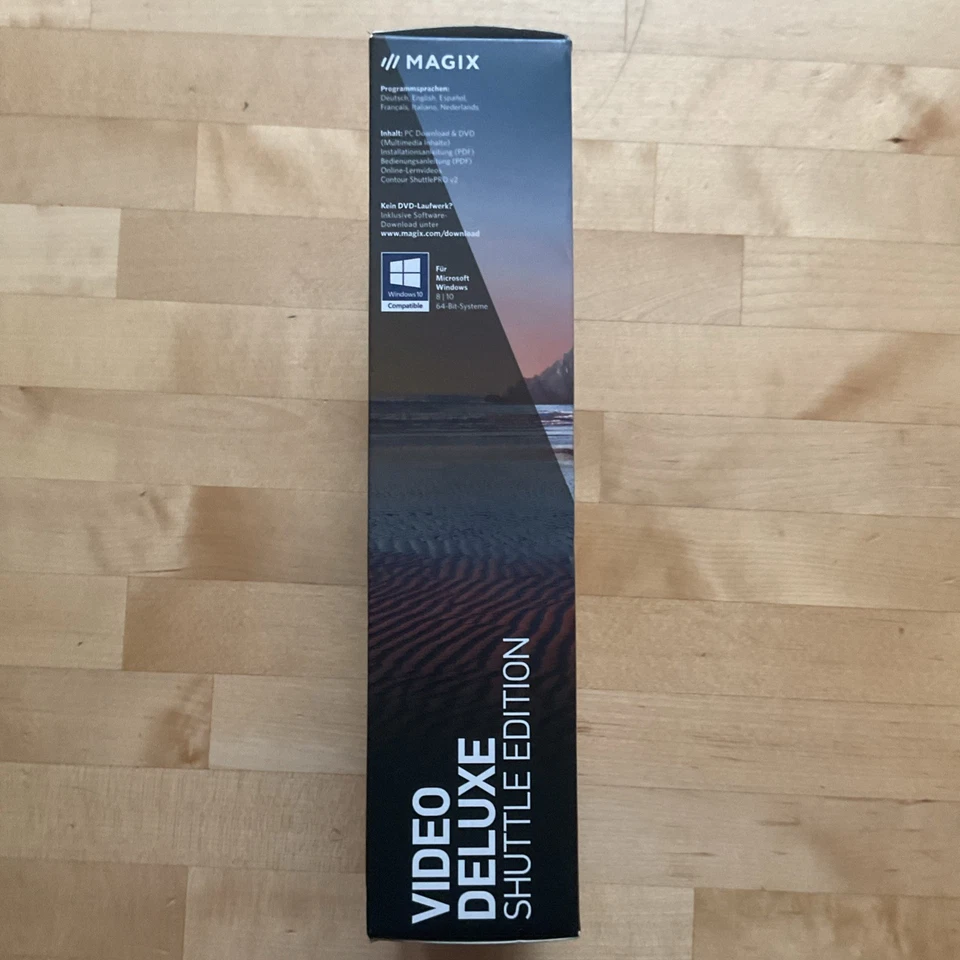 MAGIX
Programmsprachen:
Deutsch, English, Español,
Français, Italiano, Nederlands
Inhalt: PC Download & DVD
(Multimedia Inhalte)
Installationsanleitung (PDF)
Bedienungsanleitung (PDF)
Online-Lernvideos
Contour ShuttlePRO v2
Kein DVD-Laufwerk?
Inklusive Software-
Download unter
www.magix.com/download
Windows 10
Compatible
Für
Microsoft
Windows
8 | 10
64-Bit-Systeme
VIDEO
DELUXE
SHUTTLE EDITION